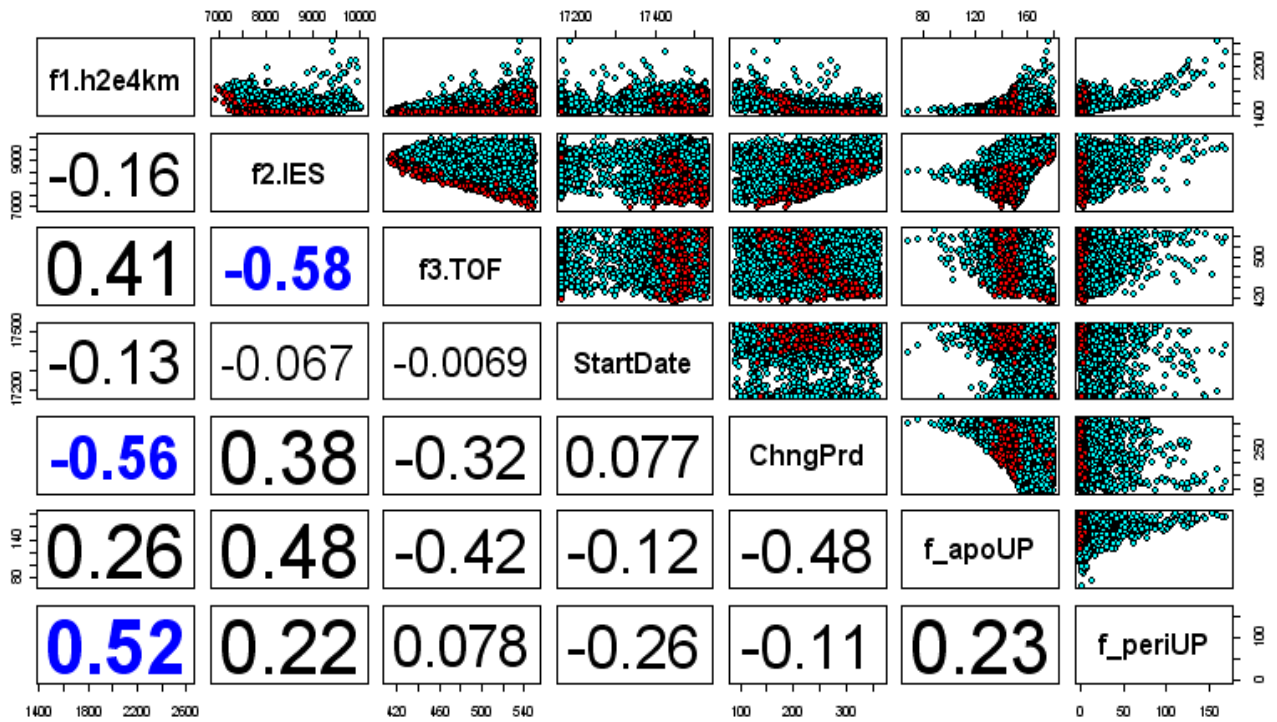 7000 8000 9000 10000 17200 17400 80 120 160
f1.h2e4km 1400 2200
-0.16 f2.IES 7000 9000
0.41 -0.58 f3.TOF 420 500
-0.13 -0.067 -0.0069 StartDate 17200 17500
-0.56 0.38 -0.32 0.077 ChngPrd 100 250
0.26 0.48 -0.42 -0.12 -0.48 f_apoUP 80 140
0.52 0.22 0.078 -0.26 -0.11 0.23 f_periUP 0 100
1400 1800 2200 2600 420 460 500 540 100 200 300 0 50 100 150